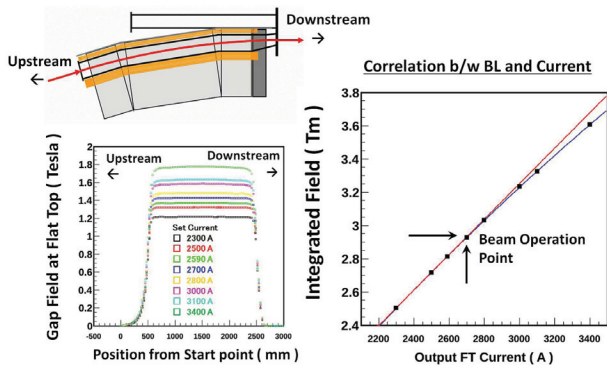 Downstream
→
Upstream
←
Correlation b/w BL and Current
Gap Field at Flat Top ( Tesla )
2
1.8
1.6
1.4
1.2
1
0.8
0.6
0.4
0.2
0
Upstream
←
Downstream
→
Set Current
2300 A
2500 A
2590 A
2700 A
2800 A
3000 A
3100 A
3400 A
-500 0 500 1000 1500 2000 2500 3000
Position from Start point ( mm )
Integrated Field ( Tm )
3.8
3.6
3.4
3.2
3.0
2.8
2.6
2.4
Beam Operation
Point
2200 2400 2600 2800 3000 3200 3400
Output FT Current ( A )